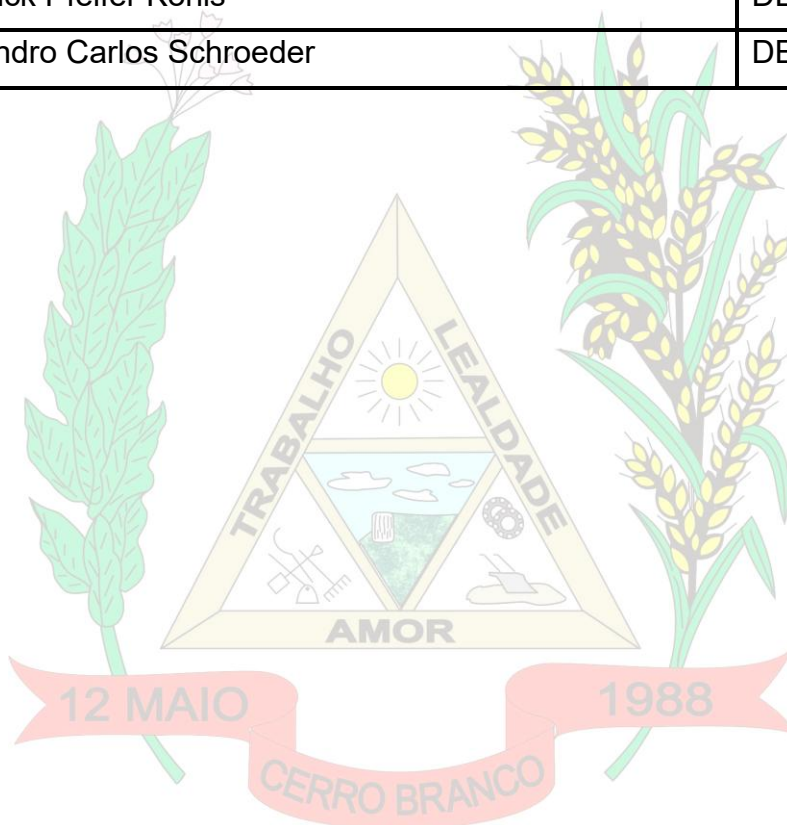 ndro Carlos Schroeder
TRABALHO
LEALDADE
AMOR
12 MAIO
1988
CERRO BRANCO